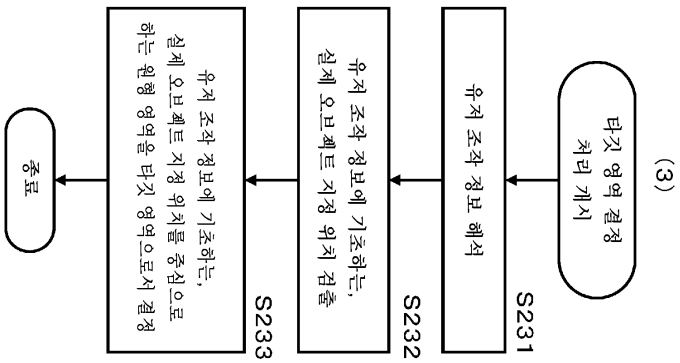 (3)
타깃 영역 결정
처리 개시
S231
유저 조작 정보 해석
S232
유저 조작 정보에 기초하는,
실제 오브젝트 지정 위치 검출
S233
유저 조작 정보에 기초하는,
실제 오브젝트 지정 위치를 중심으로
하는 원형 영역을 타깃 영역으로서 결정
종료